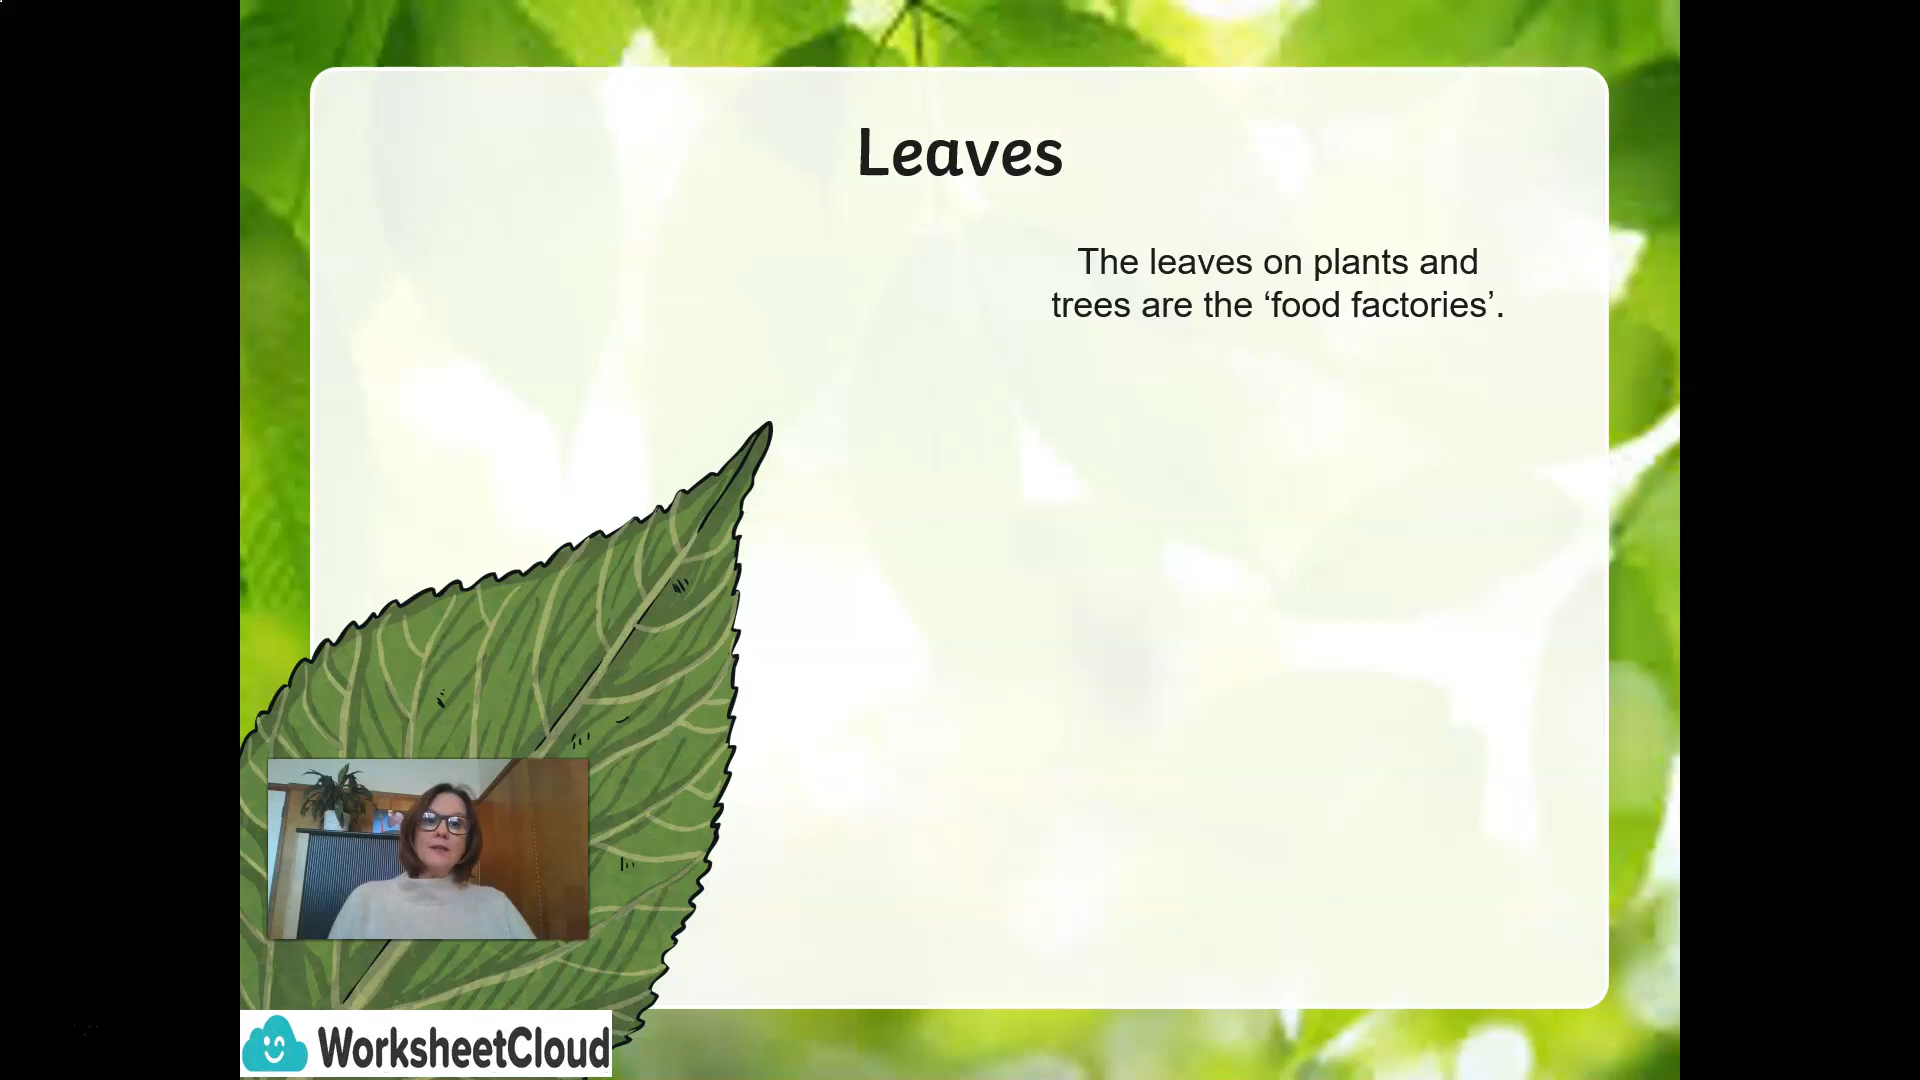 Leaves
The leaves on plants and
trees are the ‘food factories’.
WorksheetCloud